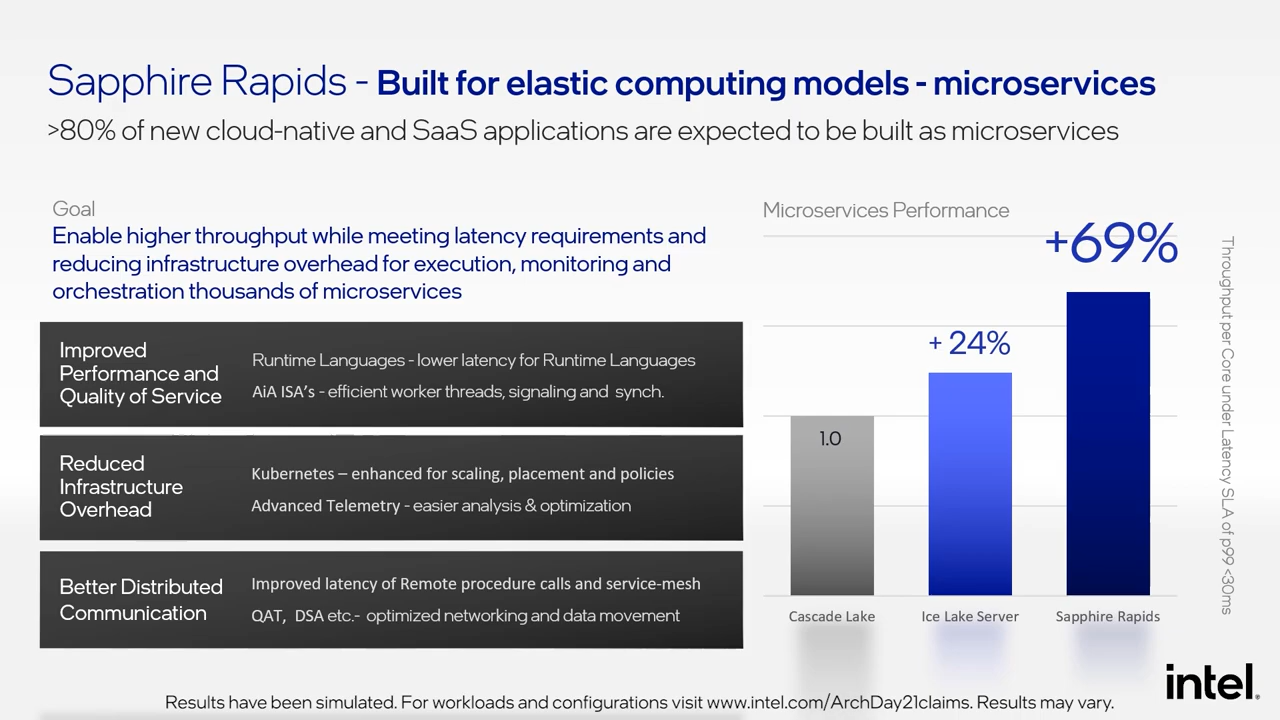 Sapphire Rapids - Built for elastic computing models - microservices
>80% of new cloud-native and SaaS applications are expected to be built as microservices
Goal
Enable higher throughput while meeting latency requirements and
reducing infrastructure overhead for execution, monitoring and
orchestration thousands of microservices
Improved
Performance and
Quality of Service
Runtime Languages - lower latency for Runtime Languages
AiA ISA's - efficient worker threads, signaling and synch.
Reduced
Infrastructure
Overhead
Kubernetes – enhanced for scaling, placement and policies
Advanced Telemetry - easier analysis & optimization
Better Distributed
Communication
Improved latency of Remote procedure calls and service-mesh
QAT, DSA etc.- optimized networking and data movement
Microservices Performance
+69%
+ 24%
1.0
Cascade Lake
Ice Lake Server
Sapphire Rapids
Throughput per Core under Latency SLA of p99 <30ms
intel.
Results have been simulated. For workloads and configurations visit www.intel.com/ArchDay21claims. Results may vary.